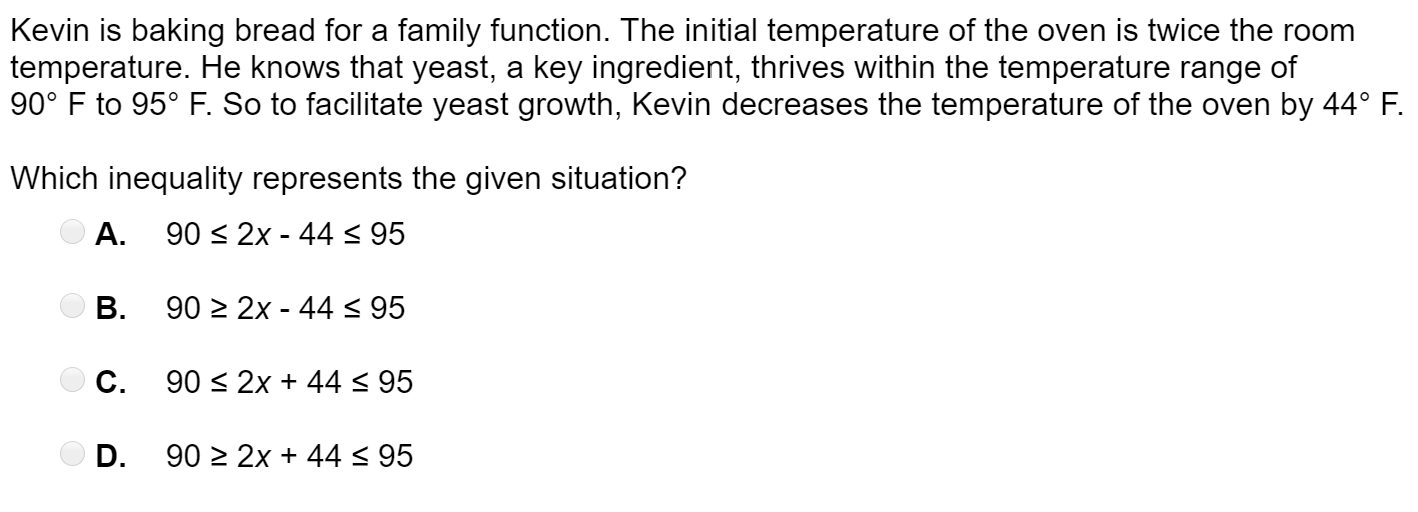 Kevin is baking bread for a family function. The initial temperature of the oven is twice the room
temperature. He knows that yeast, a key ingredient, thrives within the temperature range of
90° F to 95° F. So to facilitate yeast growth, Kevin decreases the temperature of the oven by 44° F.
Which inequality represents the given situation?
A. 90 ≤ 2x - 44 ≤ 95
B. 90 ≥ 2x - 44 ≤ 95
C. 90 ≤ 2x + 44 ≤ 95
D. 90 ≥ 2x + 44 ≤ 95